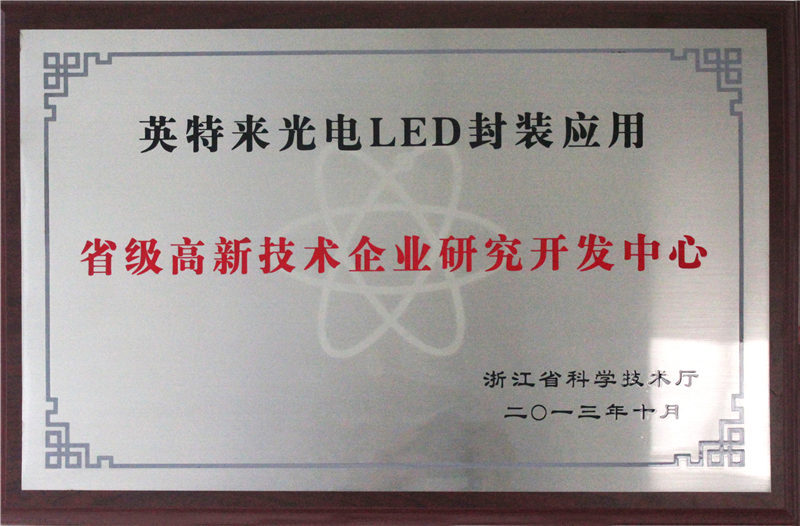 英特来光电LED封装应用
省级高新技术企业研究开发中心
浙江省科学技术厅
二〇一三年十月